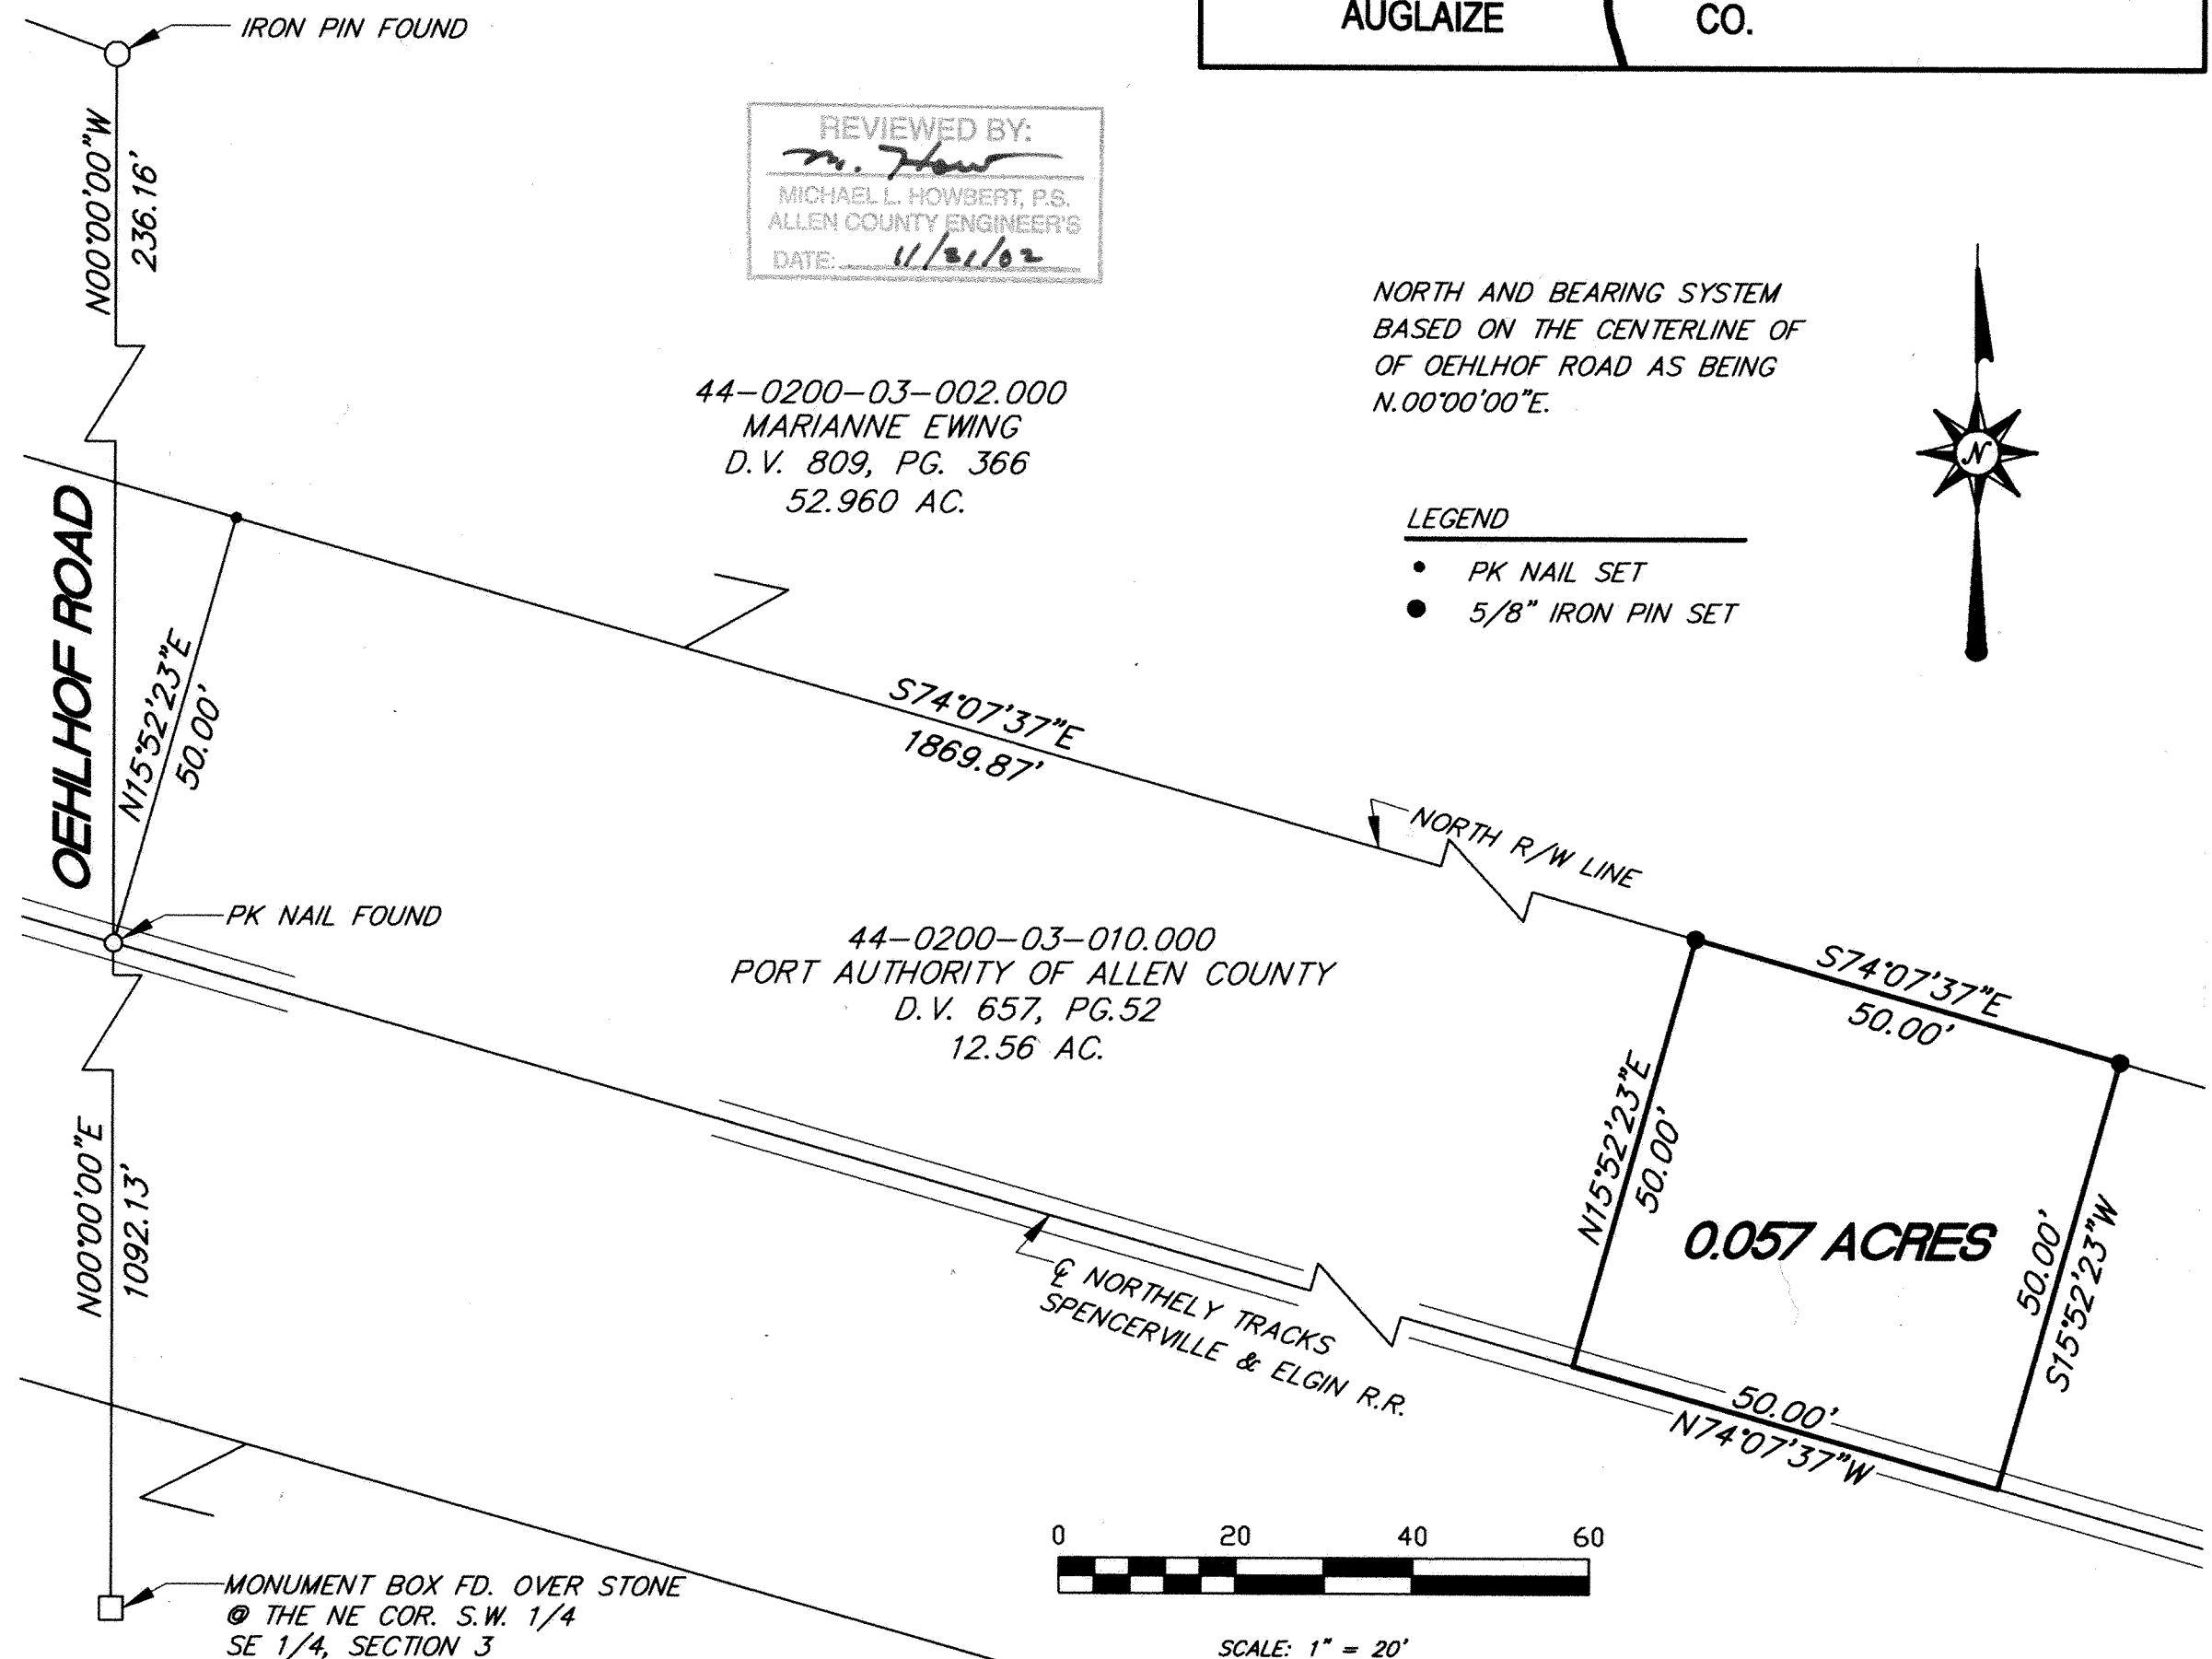 IRON PIN FOUND
AUGLAIZE
CO.
N00°00'00"W
236.16'
REVIEWED BY:
M. How
MICHAEL L. HOWBERT, P.S.
ALLEN COUNTY ENGINEER'S
DATE: 11/21/02
NORTH AND BEARING SYSTEM
BASED ON THE CENTERLINE OF
OF OEHLHOF ROAD AS BEING
N.00°00'00"E.
44-0200-03-002.000
MARIANNE EWING
D.V. 809, PG. 366
52.960 AC.
N
LEGEND
PK NAIL SET
5/8" IRON PIN SET
OEHLHOF ROAD
N15°52'23"E
50.00'
S74°07'37"E
1869.87'
NORTH R/W LINE
PK NAIL FOUND
44-0200-03-010.000
PORT AUTHORITY OF ALLEN COUNTY
D.V. 657, PG.52
12.56 AC.
S74°07'37"E
50.00'
N15°52'23"E
50.00'
0.057 ACRES
50.00'
S15°52'23"W
N00°00'00"E
1092.13'
℄ NORTHELY TRACKS
SPENCERVILLE & ELGIN R.R.
50.00'
N74°07'37"W
0 20 40 60
SCALE: 1" = 20'
MONUMENT BOX FD. OVER STONE
@ THE NE COR. S.W. 1/4
SE 1/4, SECTION 3